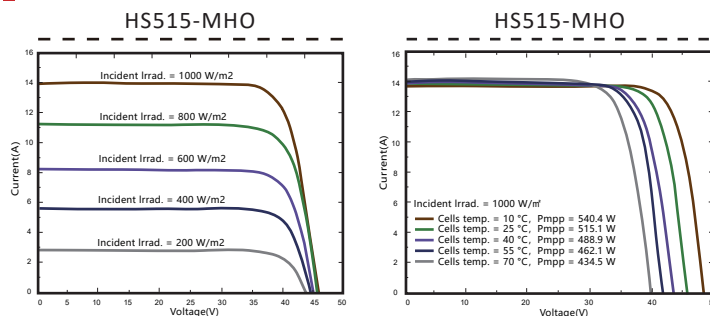 HS515-MHO
16
14
12
10
8
6
4
2
0
Current(A)
Incident Irrad. = 1000 W/m2
Incident Irrad. = 800 W/m2
Incident Irrad. = 600 W/m2
Incident Irrad. = 400 W/m2
Incident Irrad. = 200 W/m2
0 5 10 15 20 25 30 35 40 45 50
Voltage(V)
HS515-MHO
16
14
12
10
8
6
4
2
0
Current(A)
Incident Irrad. = 1000 W/㎡
Cells temp. = 10 °C, Pmpp = 540.4 W
Cells temp. = 25 °C, Pmpp = 515.1 W
Cells temp. = 40 °C, Pmpp = 488.9 W
Cells temp. = 55 °C, Pmpp = 462.1 W
Cells temp. = 70 °C, Pmpp = 434.5 W
0 10 20 30 40 50
Voltage(V)